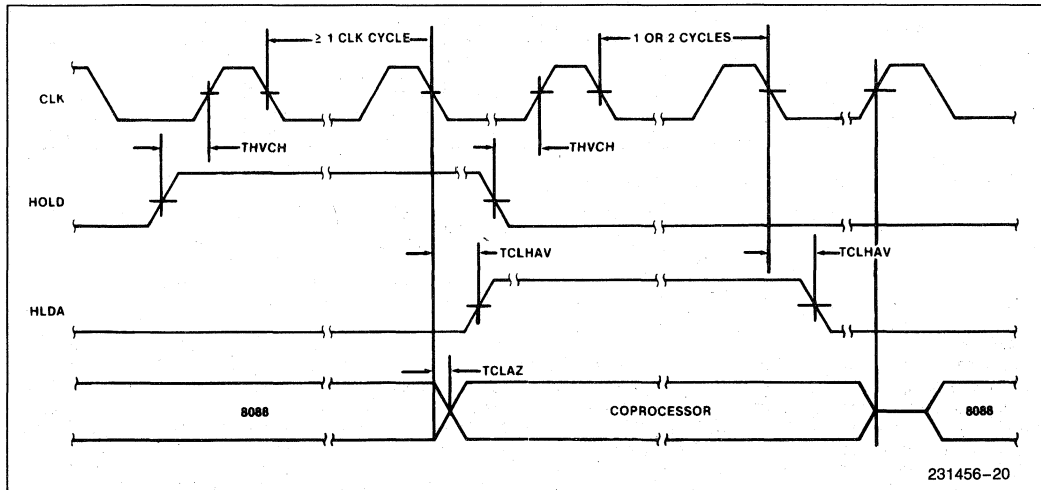 ≥ 1 CLK CYCLE
1 OR 2 CYCLES
CLK
THVCH
THVCH
HOLD
TCLHAV
TCLHAV
HLDA
TCLAZ
8088
COPROCESSOR
8088
231456-20